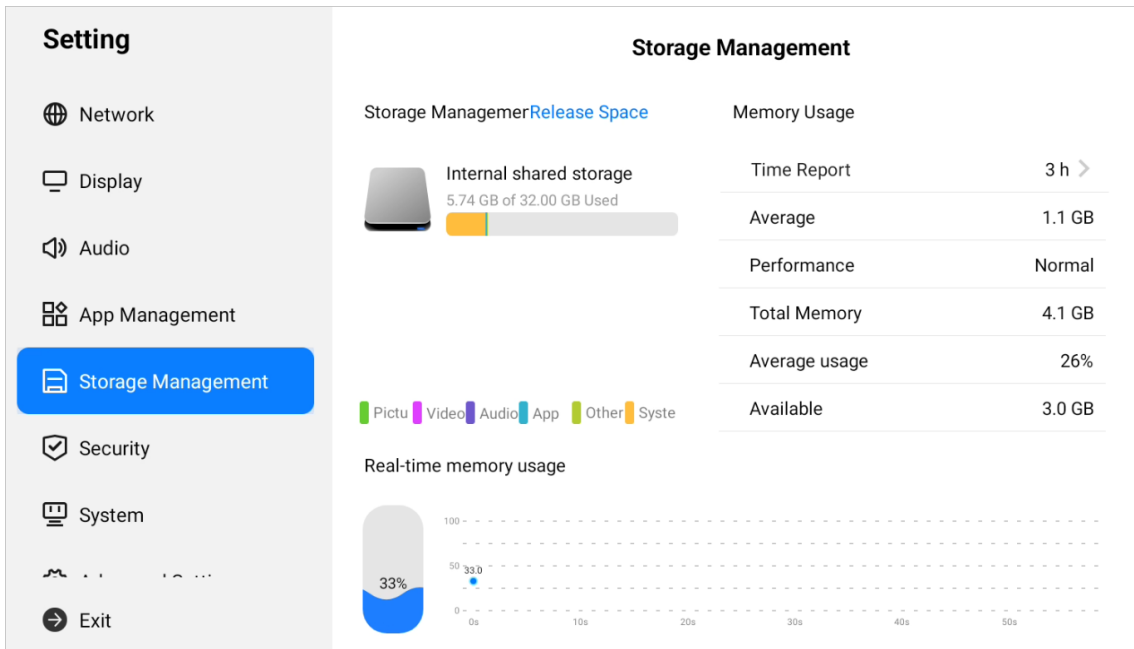 Setting
Network
Display
Audio
App Management
Storage Management
Security
System
Exit
Storage Management
Storage Managemer Release Space
Internal shared storage
5.74 GB of 32.00 GB Used
Pictu Video Audio App Other Syste
Memory Usage
Time Report 3 h
Average 1.1 GB
Performance Normal
Total Memory 4.1 GB
Average usage 26%
Available 3.0 GB
Real-time memory usage
33%
100
50
33.0
0
0s 10s 20s 30s 40s 50s